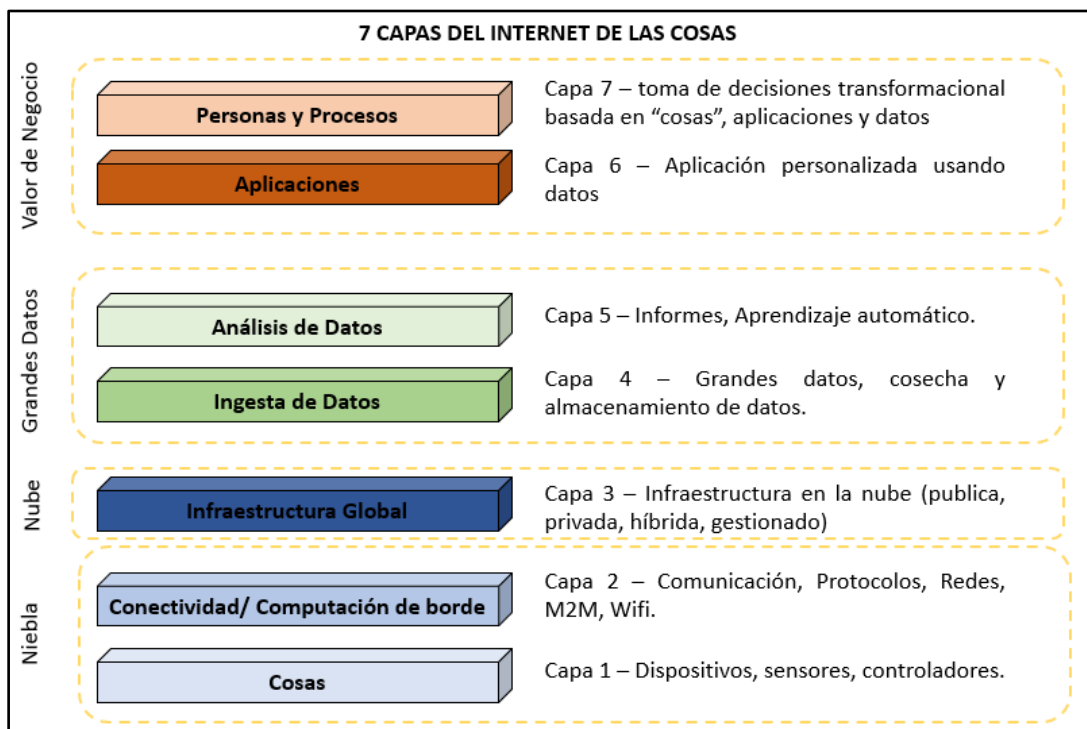 7 CAPAS DEL INTERNET DE LAS COSAS
Valor de Negocio
Personas y Procesos
Capa 7 – toma de decisiones transformacional
basada en “cosas”, aplicaciones y datos
Aplicaciones
Capa 6 – Aplicación personalizada usando
datos
Grandes Datos
Análisis de Datos
Capa 5 – Informes, Aprendizaje automático.
Ingesta de Datos
Capa 4 – Grandes datos, cosecha y
almacenamiento de datos.
Nube
Infraestructura Global
Capa 3 – Infraestructura en la nube (publica,
privada, híbrida, gestionado)
Niebla
Conectividad/ Computación de borde
Capa 2 – Comunicación, Protocolos, Redes,
M2M, Wifi.
Cosas
Capa 1 – Dispositivos, sensores, controladores.